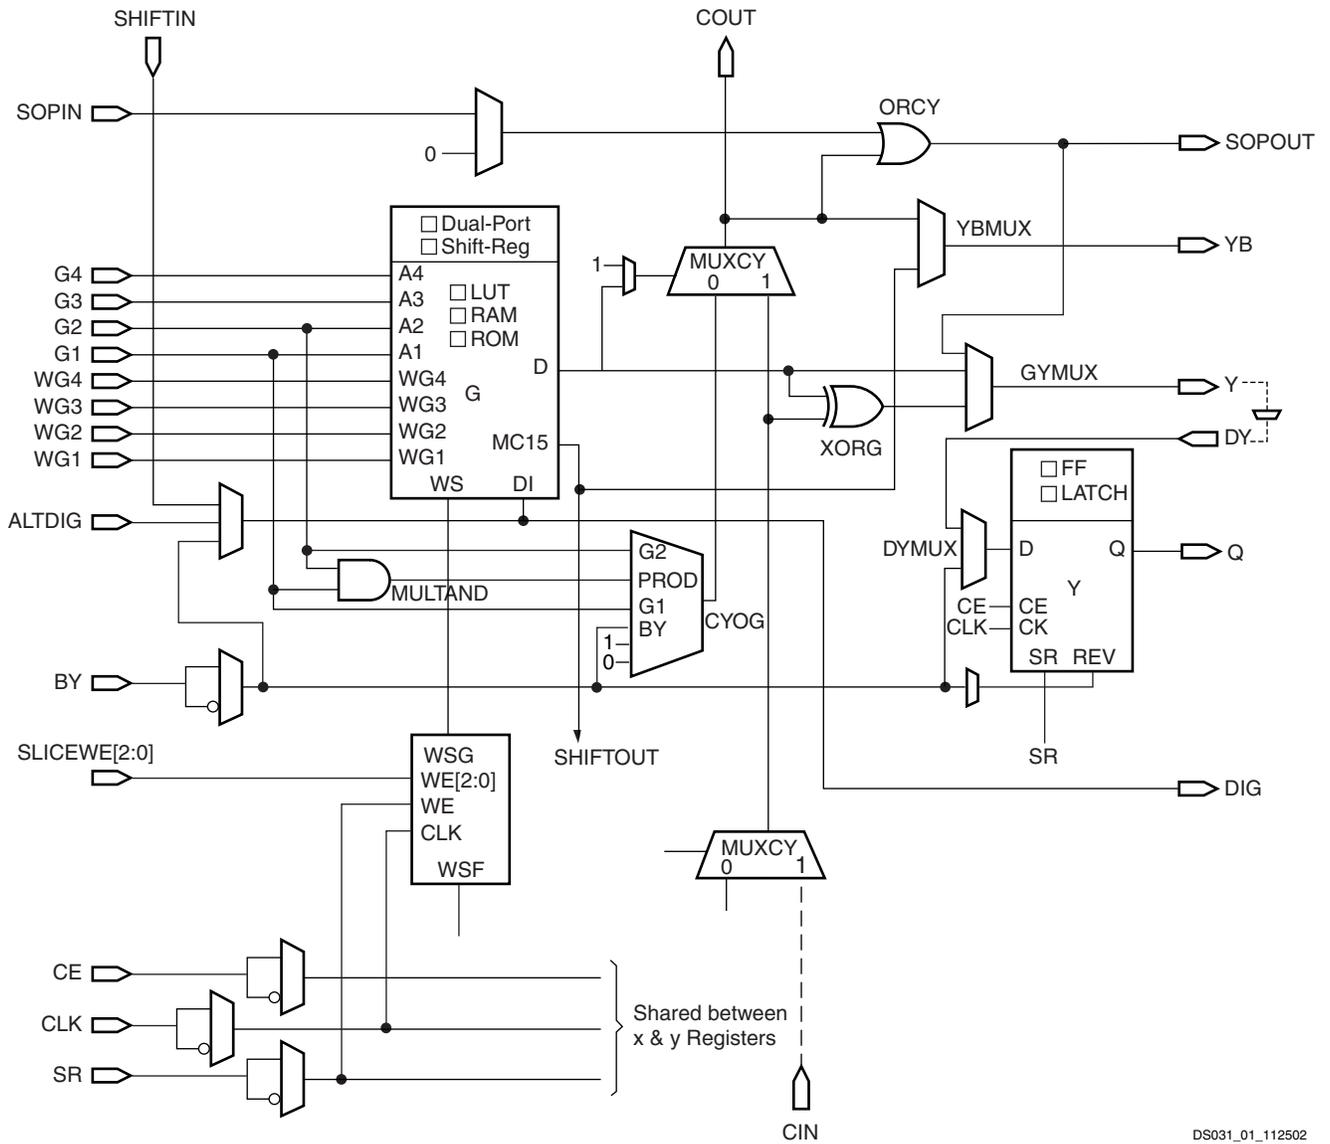 SHIFTIN
COUT
SOPIN
0
ORCY
SOPOUT
Dual-Port
Shift-Reg
YBMUX
YB
G4
G3
G2
G1
WG4
WG3
WG2
WG1
A4
A3
A2
A1
WG4
WG3
WG2
WG1
LUT
RAM
ROM
G
D
MC15
WS
DI
1
MUXCY
0 1
GYMUX
Y
XORG
DY
FF
LATCH
ALTDIG
DYMUX
D
Q
Q
Y
MULTAND
G2
PROD
G1
BY
1
0
CYOG
CE
CE
CLK
CK
SR REV
BY
SR
SLICEWE[2:0]
SHIFTOUT
WSG
WE[2:0]
WE
CLK
WSF
DIG
MUXCY
0 1
CE
CLK
SR
Shared between
x & y Registers
CIN
DS031_01_112502